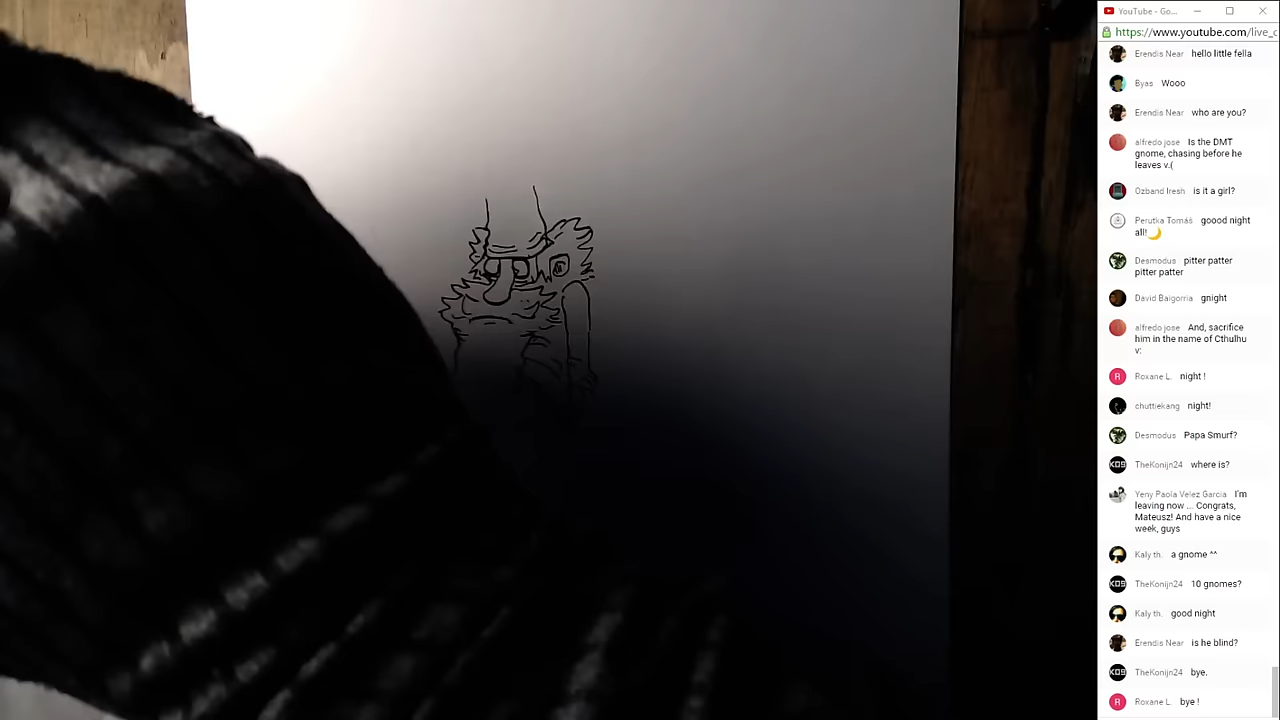 YouTube - Go...
https://www.youtube.com/live_c
Erendis Near hello little fella
Byas Wooo
Erendis Near who are you?
alfredo jose Is the DMT
gnome, chasing before he
leaves v.(
Ozband Iresh is it a girl?
Perutka Tomáš goood night
all!🌙
Desmodus pitter patter
pitter patter
David Baigorria gnight
alfredo jose And, sacrifice
him in the name of Cthulhu
v:
R Roxane L. night !
chuttiekang night!
Desmodus Papa Smurf?
TheKonijn24 where is?
Yeny Paola Velez Garcia I'm
leaving now ... Congrats,
Mateusz! And have a nice
week, guys
Kaly th. a gnome ^^
TheKonijn24 10 gnomes?
Kaly th. good night
Erendis Near is he blind?
TheKonijn24 bye.
R Roxane L. bye !